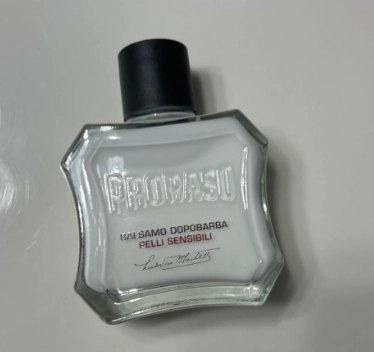 PRORASO
BALSAMO DOPOBARBA
PELLI SENSIBILI